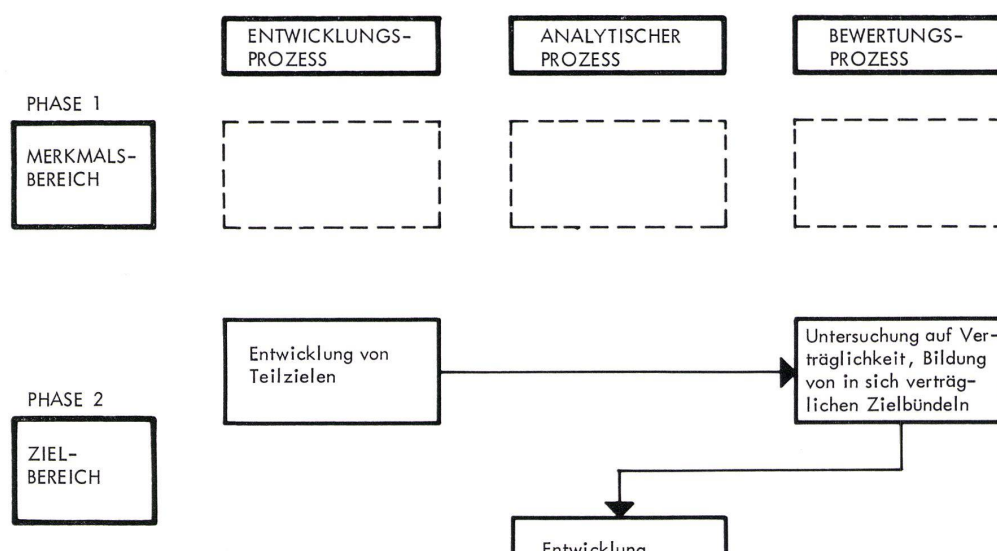 ENTWICKLUNGS-
PROZESS
ANALYTISCHER
PROZESS
BEWERTUNGS-
PROZESS
PHASE 1
MERKMALS-
BEREICH
Entwicklung von
Teilzielen
Untersuchung auf Ver-
träglichkeit, Bildung
von in sich verträg-
lichen Zielbündeln
PHASE 2
ZIEL-
BEREICH
Entwicklung